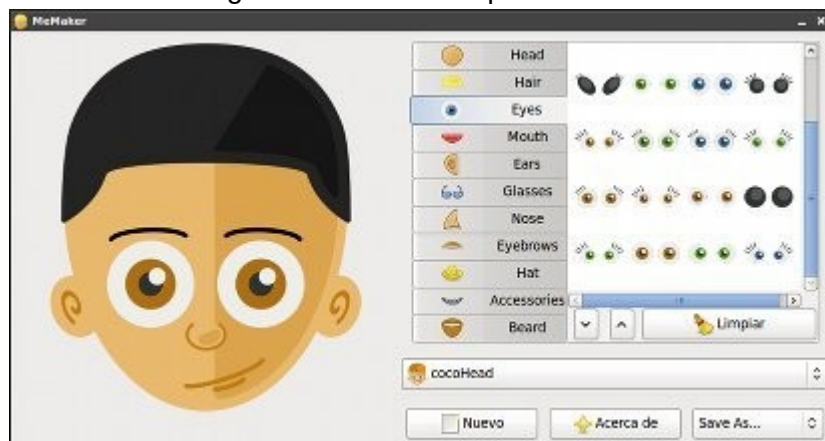 MeMaker
Head
Hair
Eyes
Mouth
Ears
Glasses
Nose
Eyebrows
Hat
Accessories
Beard
Limpiar
cocoHead
Nuevo
Acerca de
Save As...